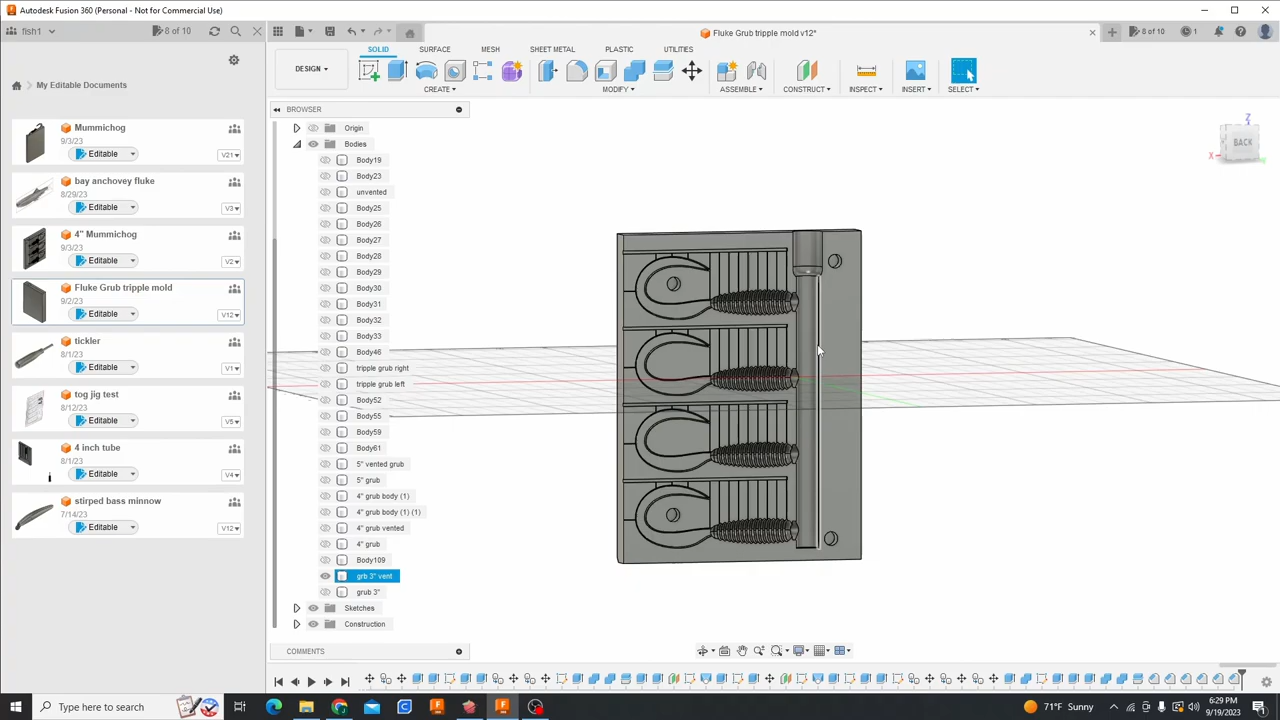 Autodesk Fusion 360 (Personal - Not for Commercial Use)
fish1
8 of 10
Fluke Grub tripple mold v12*
8 of 10
1
My Editable Documents
Mummichog
9/3/23
Editable
V21
bay anchovey fluke
8/29/23
Editable
V3
4" Mummichog
9/3/23
Editable
V2
Fluke Grub tripple mold
9/2/23
Editable
V12
tickler
8/1/23
Editable
V1
tog jig test
8/12/23
Editable
V5
4 inch tube
8/1/23
Editable
V4
stirped bass minnow
7/14/23
Editable
V12
DESIGN
SOLID
SURFACE
MESH
SHEET METAL
PLASTIC
UTILITIES
CREATE
MODIFY
ASSEMBLE
CONSTRUCT
INSPECT
INSERT
SELECT
BROWSER
Origin
Bodies
Body19
Body23
unvented
Body25
Body26
Body27
Body28
Body29
Body30
Body31
Body32
Body33
Body46
tripple grub right
tripple grub left
Body52
Body55
Body59
Body61
5" vented grub
5" grub
4" grub body (1)
4" grub body (1) (1)
4" grub vented
4" grub
Body109
grb 3" vent
grub 3"
Sketches
Construction
COMMENTS
Z
BACK
X
Type here to search
71°F Sunny
6:29 PM
9/19/2023